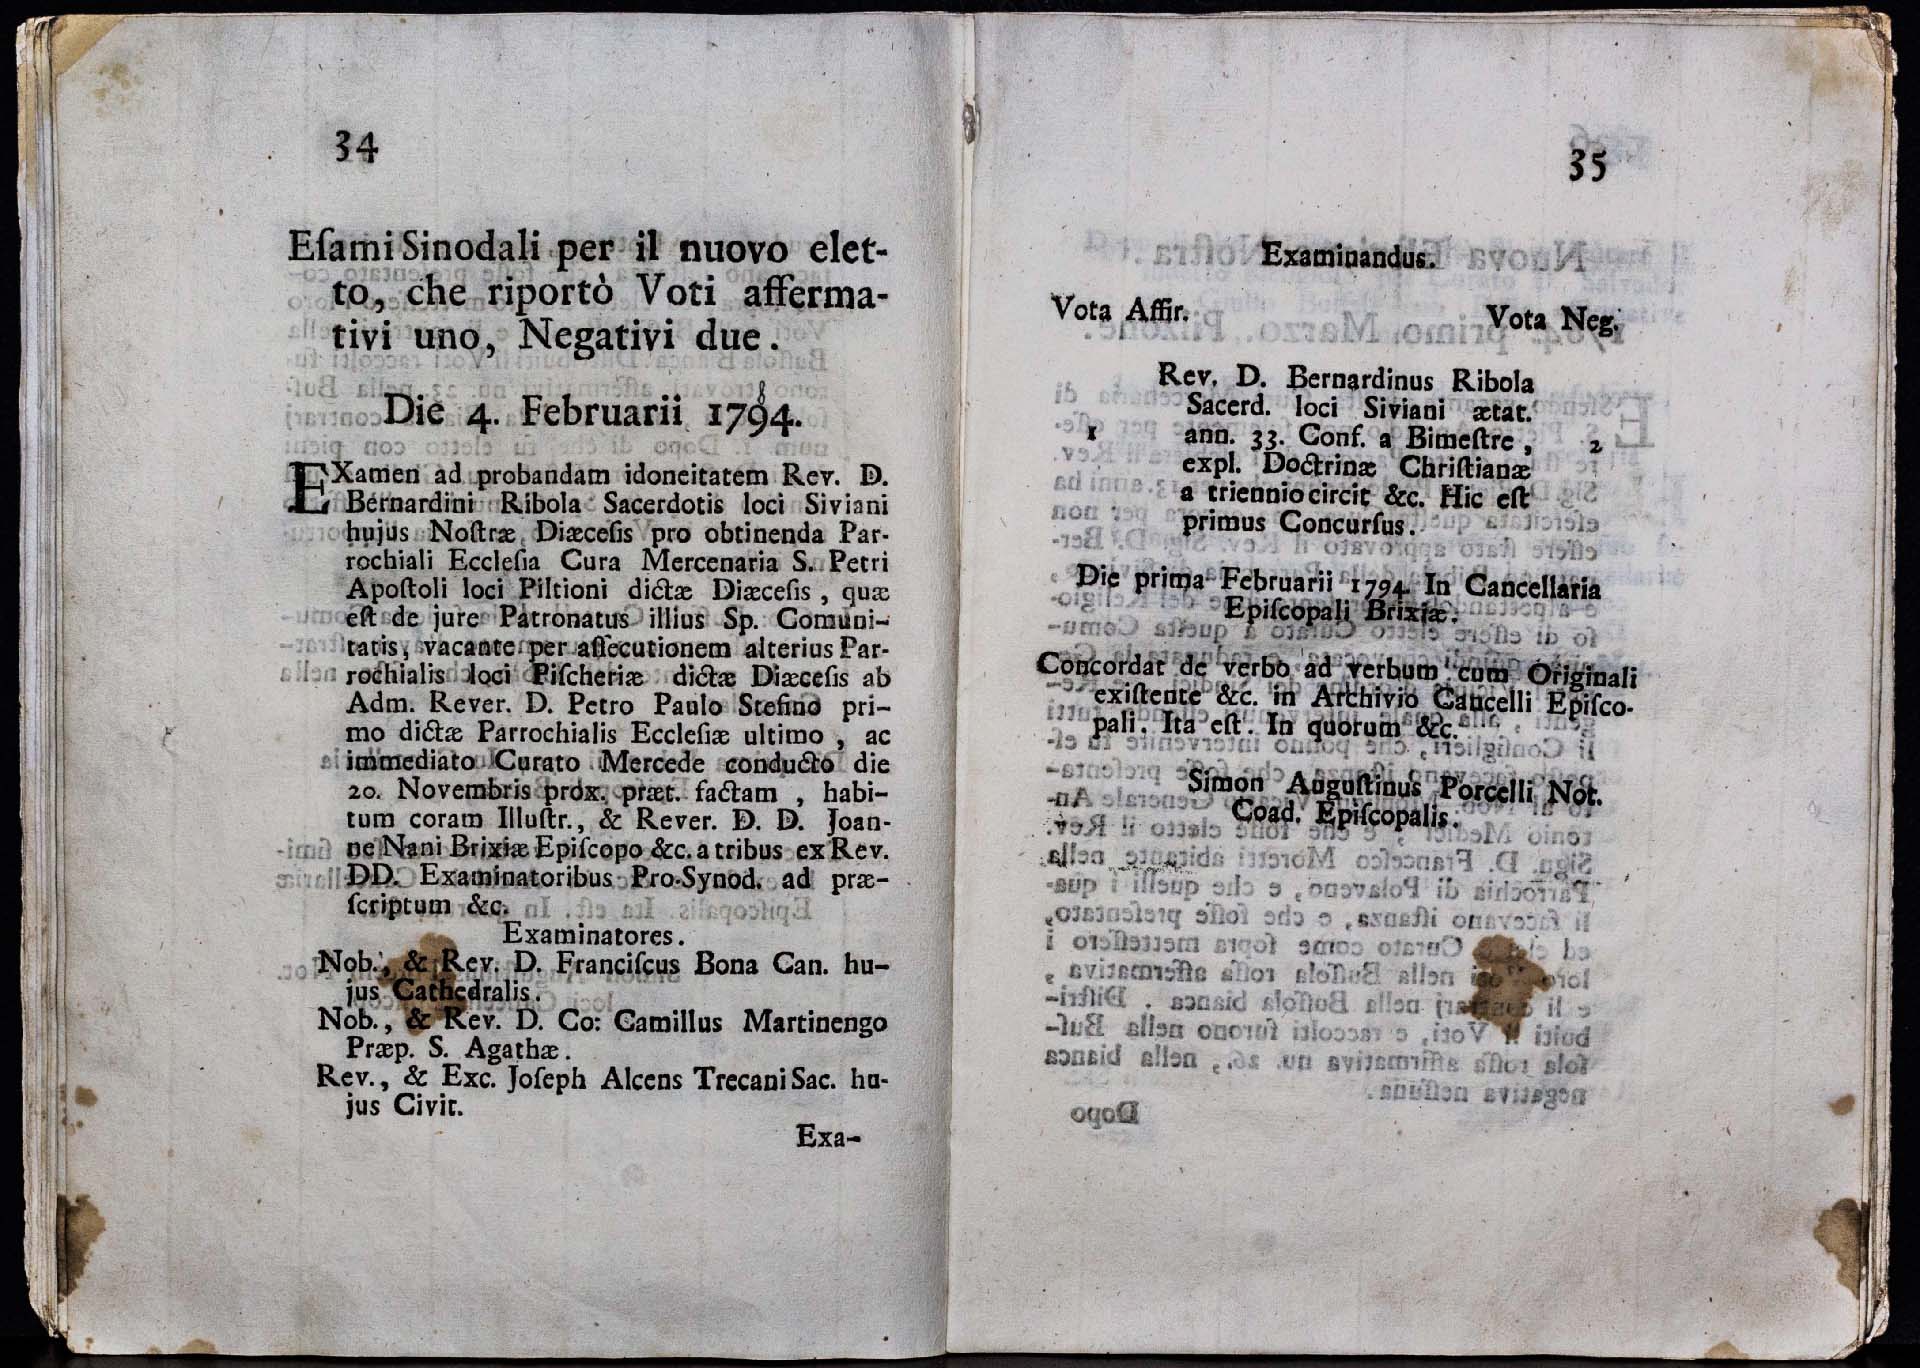 34
Eſami Sinodali per il nuovo elet-
to, che riportò Voti afferma-
tivi uno, Negativi due.
8
Die 4. Februarii 1794.
EXamen ad probandam idoneitatem Rev. D.
Bernardini Ribola Sacerdotis loci Siviani
hujus Noſtræ Diæceſis pro obtinenda Par-
rochiali Eccleſia Cura Mercenaria S. Petri
Apoſtoli loci Piltioni dictæ Diæceſis, quæ
eſt de jure Patronatus illius Sp. Comuni-
tatis, vacante per aſſecutionem alterius Par-
rochialis loci Piſcheriæ dictæ Diæceſis ab
Adm. Rever. D. Petro Paulo Stefino pri-
mo dictæ Parrochialis Eccleſiæ ultimo, ac
immediato Curato Mercede conducto die
20. Novembris prox. præt. factam, habi-
tum coram Illuſtr., & Rever. D. D. Joan-
ne Nani Brixiæ Epiſcopo &c. a tribus ex Rev.
DD. Examinatoribus Pro-Synod. ad præ-
ſcriptum &c.
Examinatores.
Nob., & Rev. D. Franciſcus Bona Can. hu-
jus Cathedralis.
Nob., & Rev. D. Co: Camillus Martinengo
Præp. S. Agathæ.
Rev., & Exc. Joſeph Alcens Trecani Sac. hu-
jus Civit.
Exa-
35
Examinandus.
Vota Affir. Vota Neg.
Rev. D. Bernardinus Ribola
Sacerd. loci Siviani ætat.
1 ann. 33. Conf. a Bimeſtre, 2
expl. Doctrinæ Chriſtianæ
a triennio circit &c. Hic eſt
primus Concurſus.
Die prima Februarii 1794. In Cancellaria
Epiſcopali Brixiæ.
Concordat de verbo ad verbum cum Originali
exiſtente &c. in Archivio Cancelli Epiſco-
pali. Ita eſt. In quorum &c.
Simon Auguſtinus Porcelli Not.
Coad. Epiſcopalis.